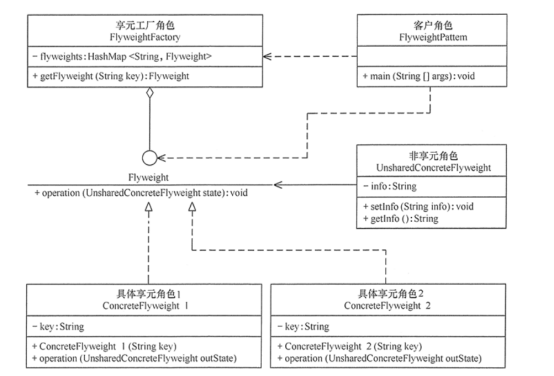 享元工厂角色
FlyweightFactory
- flyweights:HashMap <String, Flyweight>
+ getFlyweight (String key):Flyweight
客户角色
FlyweightPattem
+ main (String [] args):void
Flyweight
+ operation (UnsharedConcreteFlyweight state):void
非享元角色
UnsharedConcreteFlyweight
- info:String
+ setInfo (String info):void
+ getInfo ():String
具体享元角色1
ConcreteFlyweight 1
- key:String
+ ConcreteFlyweight 1 (String key)
+ operation (UnsharedConcreteFlyweight outState)
具体享元角色2
ConcreteFlyweight 2
- key:String
+ ConcreteFlyweight 2 (String key)
+ operation (UnsharedConcreteFlyweight outState)